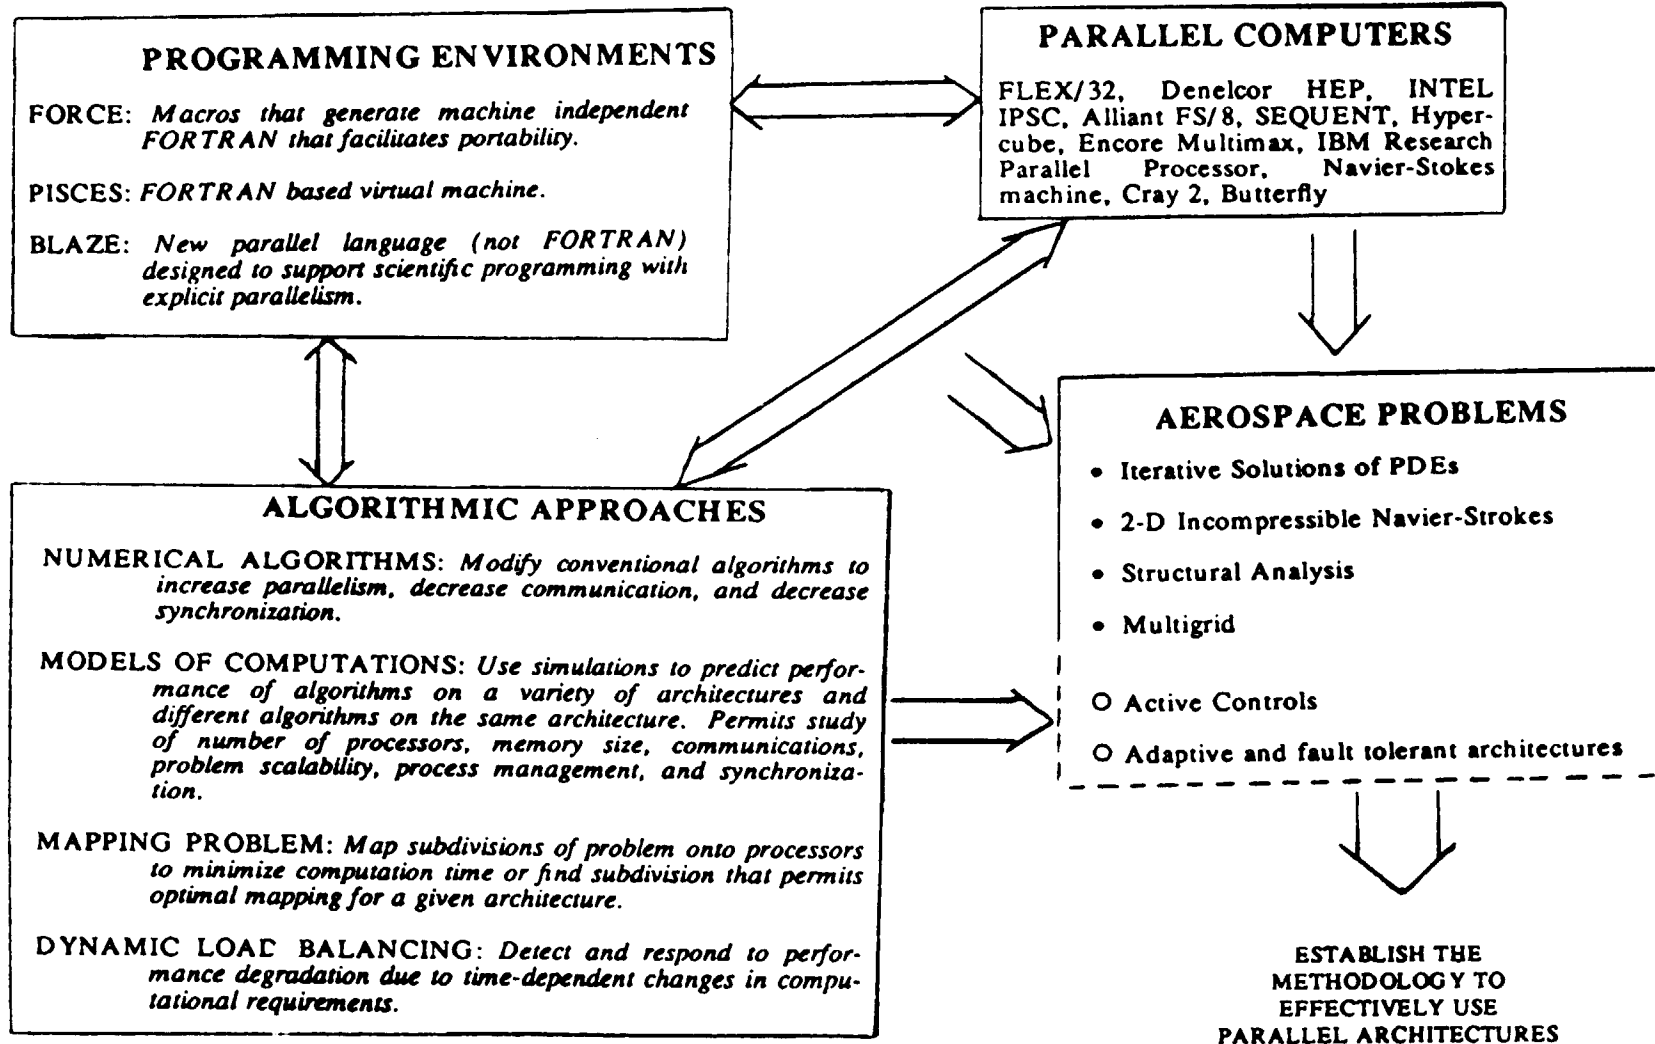 PROGRAMMING ENVIRONMENTS
FORCE: Macros that generate machine independent
FORTRAN that facilitates portability.
PISCES: FORTRAN based virtual machine.
BLAZE: New parallel language (not FORTRAN)
designed to support scientific programming with
explicit parallelism.
PARALLEL COMPUTERS
FLEX/32, Denelcor HEP, INTEL
IPSC, Alliant FS/8, SEQUENT, Hyper-
cube, Encore Multimax, IBM Research
Parallel Processor, Navier-Stokes
machine, Cray 2, Butterfly
ALGORITHMIC APPROACHES
NUMERICAL ALGORITHMS: Modify conventional algorithms to
increase parallelism, decrease communication, and decrease
synchronization.
MODELS OF COMPUTATIONS: Use simulations to predict perfor-
mance of algorithms on a variety of architectures and
different algorithms on the same architecture. Permits study
of number of processors, memory size, communications,
problem scalability, process management, and synchroniza-
tion.
MAPPING PROBLEM: Map subdivisions of problem onto processors
to minimize computation time or find subdivision that permits
optimal mapping for a given architecture.
DYNAMIC LOAD BALANCING: Detect and respond to perfor-
mance degradation due to time-dependent changes in compu-
tational requirements.
AEROSPACE PROBLEMS
• Iterative Solutions of PDEs
• 2-D Incompressible Navier-Strokes
• Structural Analysis
• Multigrid
O Active Controls
O Adaptive and fault tolerant architectures
ESTABLISH THE
METHODOLOGY TO
EFFECTIVELY USE
PARALLEL ARCHITECTURES